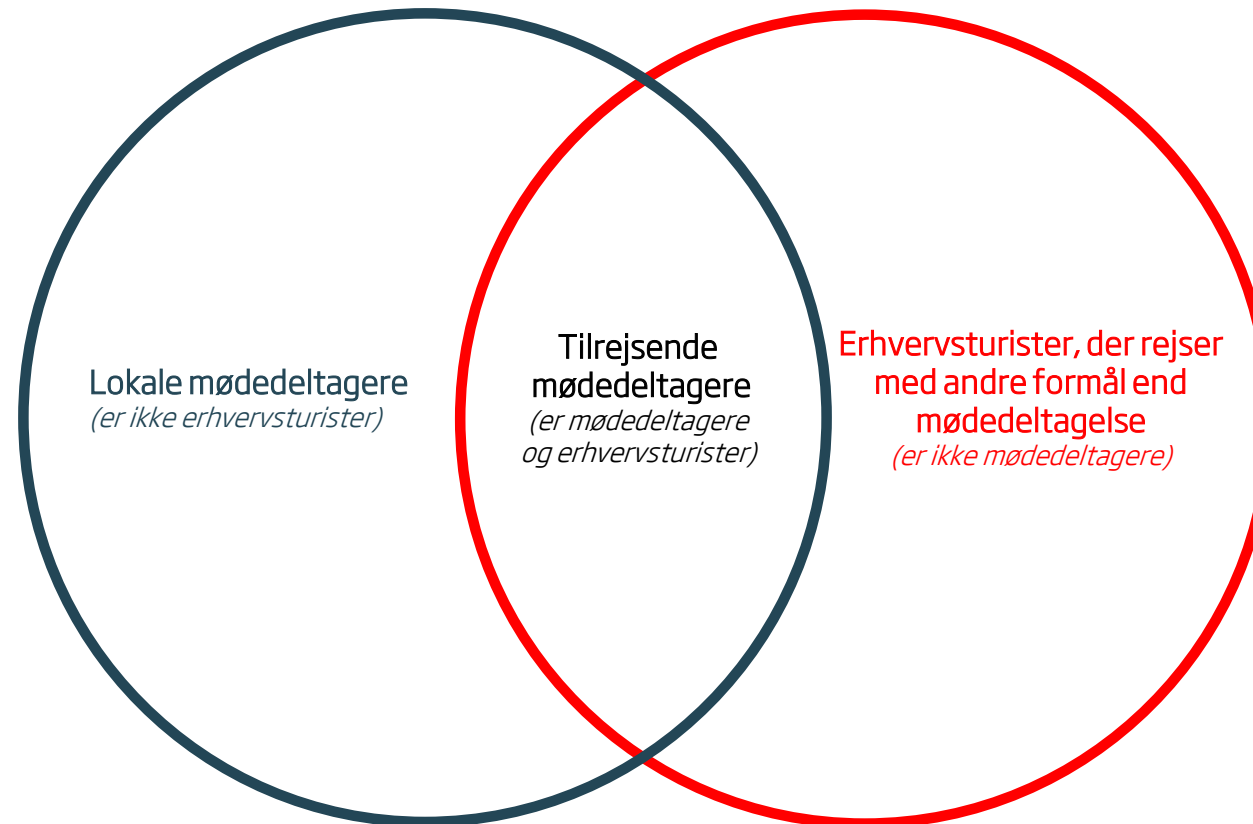 Lokale mødedeltagere
(er ikke erhvervsturister)
Tilrejsende
mødedeltagere
(er mødedeltagere
og erhvervsturister)
Erhvervsturister, der rejser
med andre formål end
mødedeltagelse
(er ikke mødedeltagere)